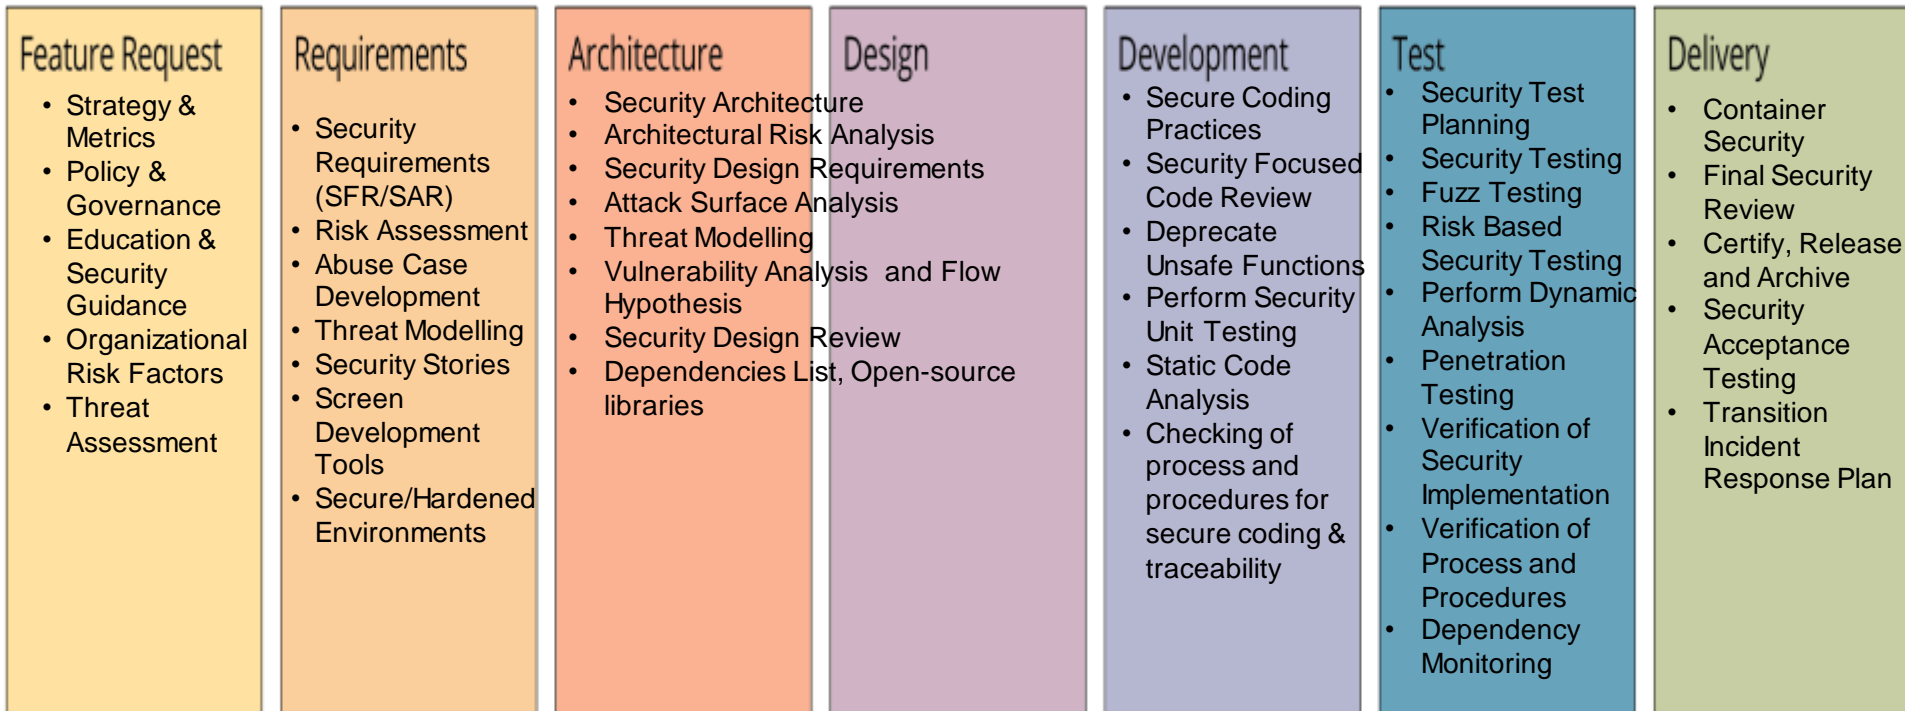 Feature Request
• Strategy &
Metrics
• Policy &
Governance
• Education &
Security
Guidance
• Organizational
Risk Factors
• Threat
Assessment
Requirements
• Security
Requirements
(SFR/SAR)
• Risk Assessment
• Abuse Case
Development
• Threat Modelling
• Security Stories
• Screen
Development
Tools
• Secure/Hardened
Environments
Architecture
Design
• Security Architecture
• Architectural Risk Analysis
• Security Design Requirements
• Attack Surface Analysis
• Threat Modelling
• Vulnerability Analysis and Flow
Hypothesis
• Security Design Review
• Dependencies List, Open-source
libraries
Development
• Secure Coding
Practices
• Security Focused
Code Review
• Deprecate
Unsafe Functions
• Perform Security
Unit Testing
• Static Code
Analysis
• Checking of
process and
procedures for
secure coding &
traceability
Test
• Security Test
Planning
• Security Testing
• Fuzz Testing
• Risk Based
Security Testing
• Perform Dynamic
Analysis
• Penetration
Testing
• Verification of
Security
Implementation
• Verification of
Process and
Procedures
• Dependency
Monitoring
Delivery
• Container
Security
• Final Security
Review
• Certify, Release
and Archive
• Security
Acceptance
Testing
• Transition
Incident
Response Plan